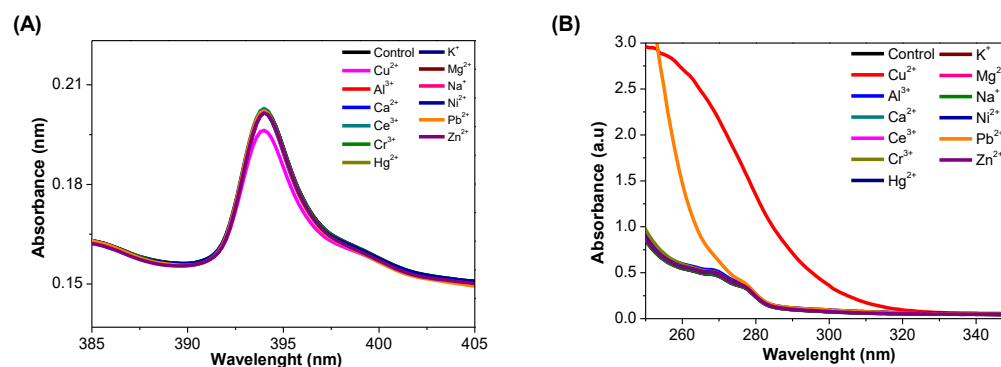 (A)
Absorbance (nm)
0.21
0.18
0.15
385
390
395
400
405
Wavelenght (nm)
Control
Cu²⁺
Al³⁺
Ca²⁺
Ce³⁺
Cr³⁺
Hg²⁺
K⁺
Mg²⁺
Na⁺
Ni²⁺
Pb²⁺
Zn²⁺
(B)
Absorbance (a.u)
3.0
2.5
2.0
1.5
1.0
0.5
0.0
260
280
300
320
340
Wavelenght (nm)
Control
Cu²⁺
Al³⁺
Ca²⁺
Ce³⁺
Cr³⁺
Hg²⁺
K⁺
Mg²
Na⁺
Ni²⁺
Pb²⁺
Zn²⁺